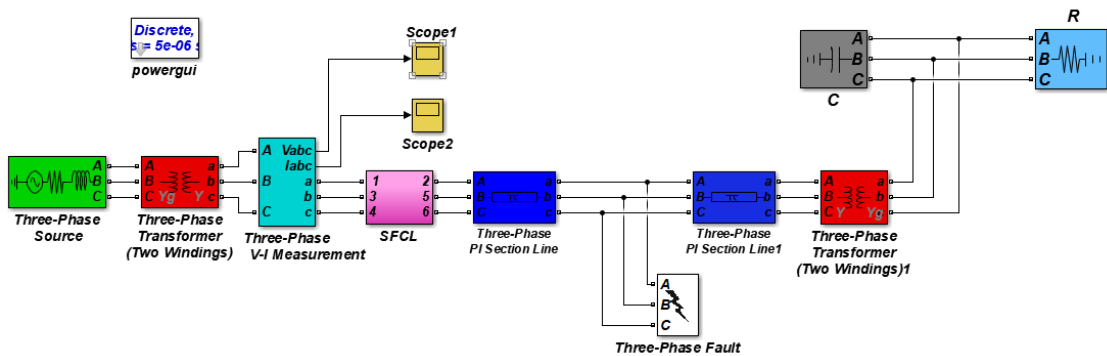 Discrete,
s = 5e-06 s
powergui
Scope1
Scope2
R
C
A
B
C
A
B
C
A
B
C
Three-Phase
Source
A
B
C
a
b
c
Yg
Y
Three-Phase
Transformer
(Two Windings)
A
B
C
Vabc
Iabc
a
b
c
Three-Phase
V-I Measurement
1
3
4
2
5
6
SFCL
A
B
C
a
b
c
Three-Phase
PI Section Line
A
B
C
a
b
c
Three-Phase
PI Section Line1
A
B
C
a
b
c
Y
Yg
Three-Phase
Transformer
(Two Windings)1
A
B
C
Three-Phase Fault